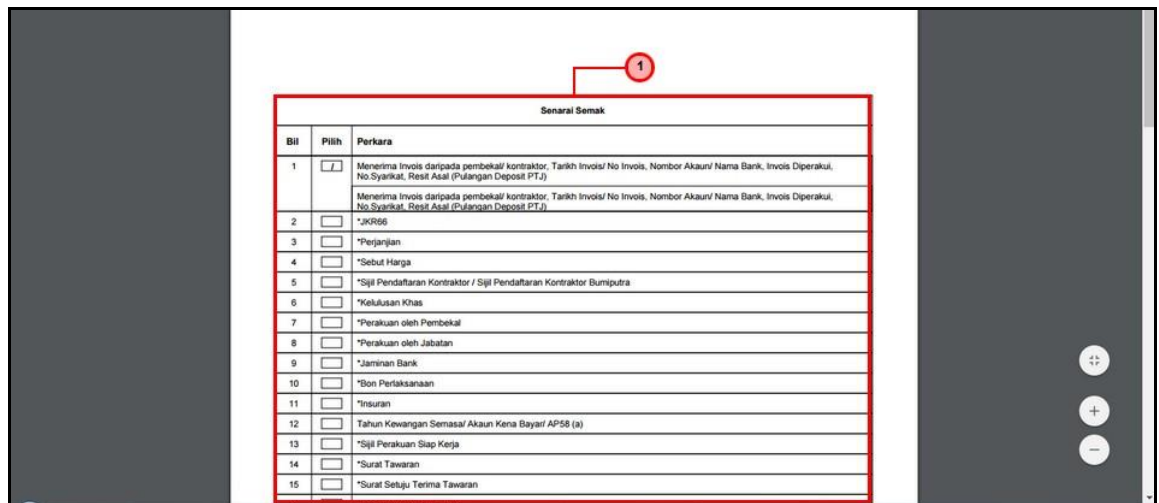 1
Senarai Semak
Bil Pilih Perkara
1 / Menerima Invois daripada pembekal/ kontraktor, Tarikh Invois/ No Invois, Nombor Akaun/ Nama Bank, Invois Diperakui,
No.Syarikat, Resit Asal (Pulangan Deposit PTJ)
Menerima Invois daripada pembekal/ kontraktor, Tarikh Invois/ No Invois, Nombor Akaun/ Nama Bank, Invois Diperakui,
No.Syarikat, Resit Asal (Pulangan Deposit PTJ)
2 *JKR66
3 *Perjanjian
4 *Sebut Harga
5 *Sijil Pendaftaran Kontraktor / Sijil Pendaftaran Kontraktor Bumiputra
6 *Kelulusan Khas
7 *Perakuan oleh Pembekal
8 *Perakuan oleh Jabatan
9 *Jaminan Bank
10 *Bon Perlaksanaan
11 *Insuran
12 Tahun Kewangan Semasa/ Akaun Kena Bayar/ AP58 (a)
13 *Sijil Perakuan Siap Kerja
14 *Surat Tawaran
15 *Surat Setuju Terima Tawaran